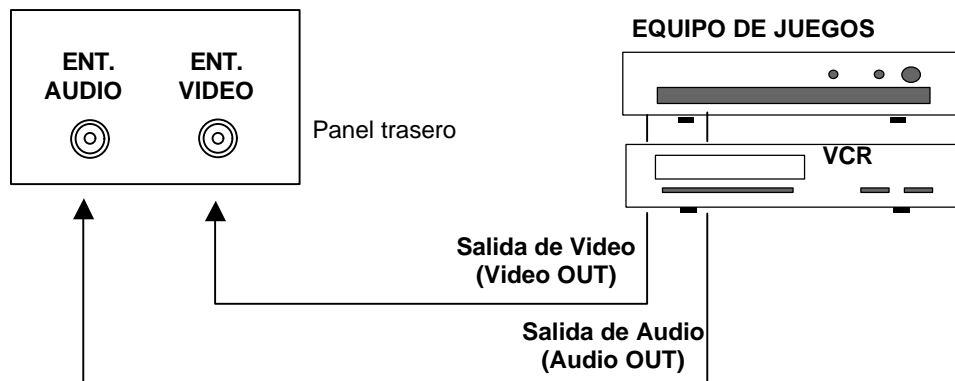 EQUIPO DE JUEGOS
ENT.
AUDIO
ENT.
VIDEO
Panel trasero
VCR
Salida de Video
(Video OUT)
Salida de Audio
(Audio OUT)